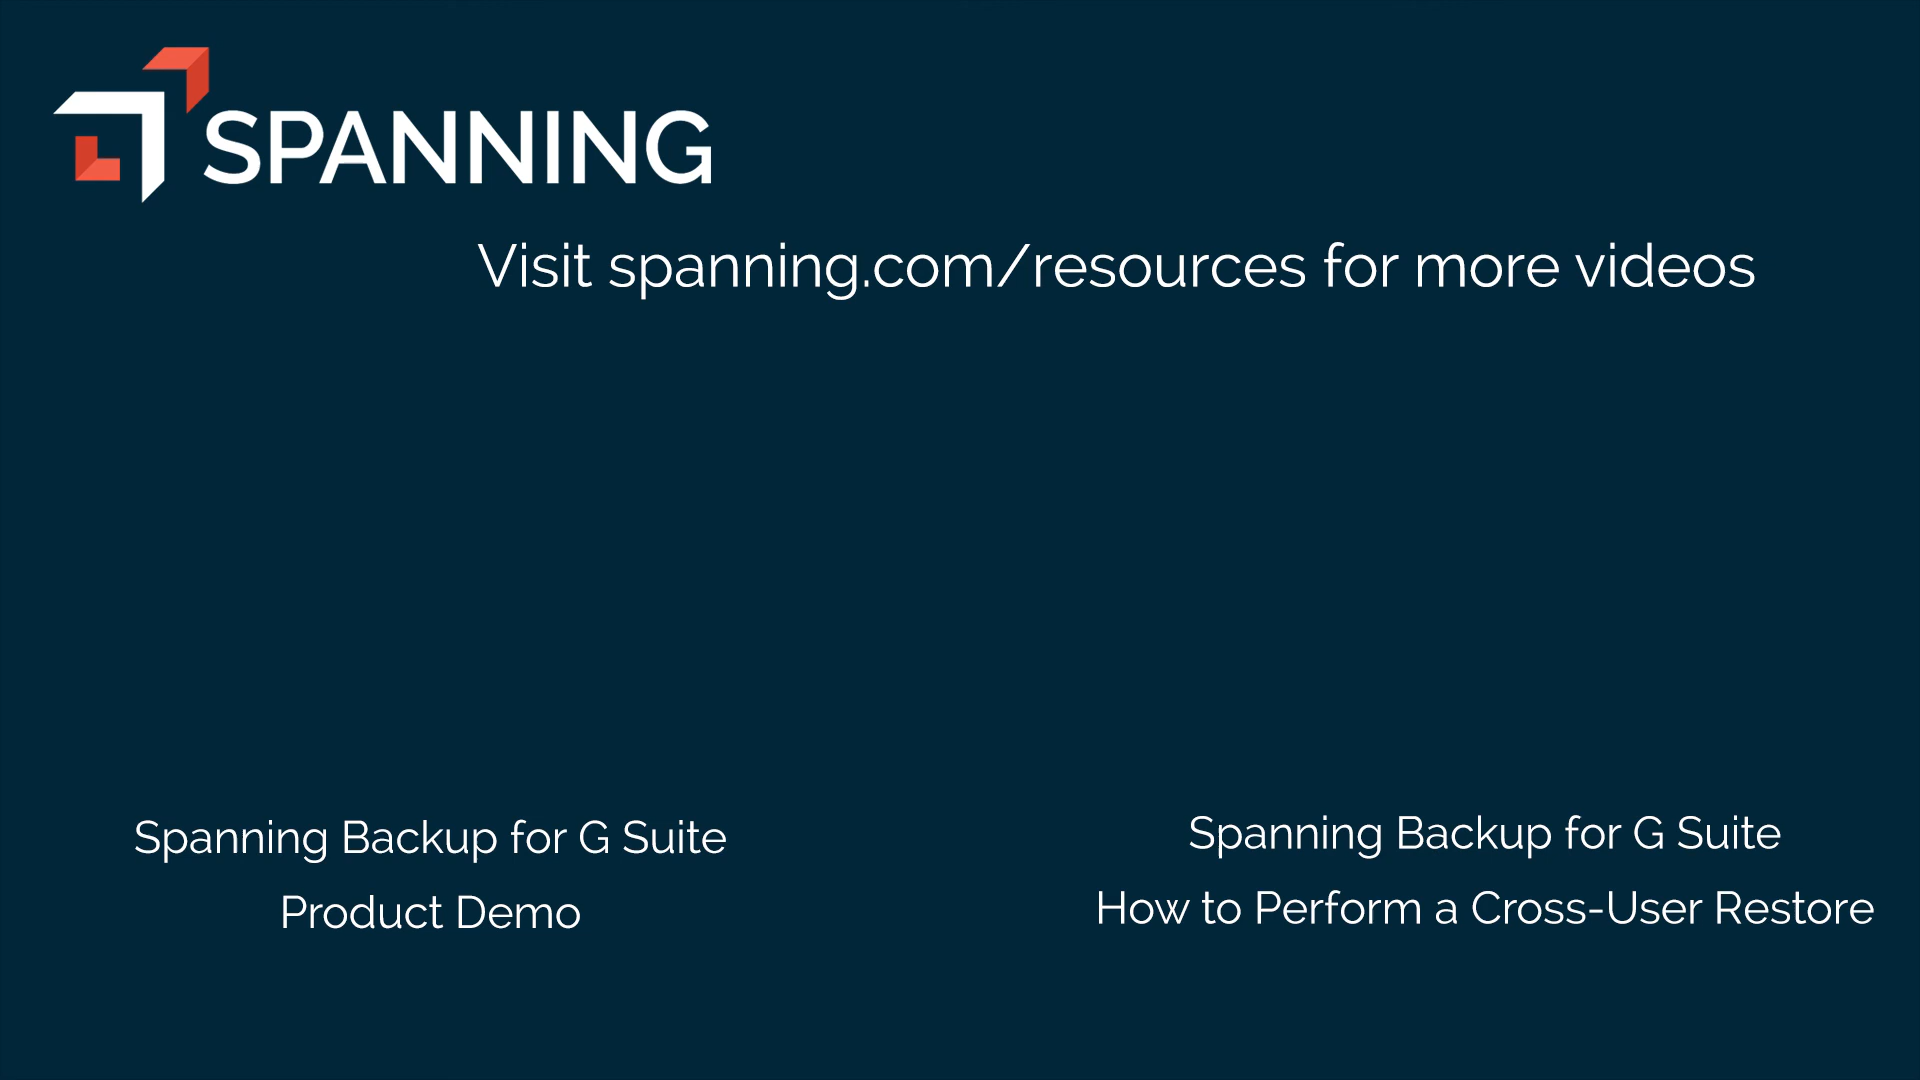 SPANNING
Visit spanning.com/resources for more videos
Spanning Backup for G Suite
Product Demo
Spanning Backup for G Suite
How to Perform a Cross-User Restore